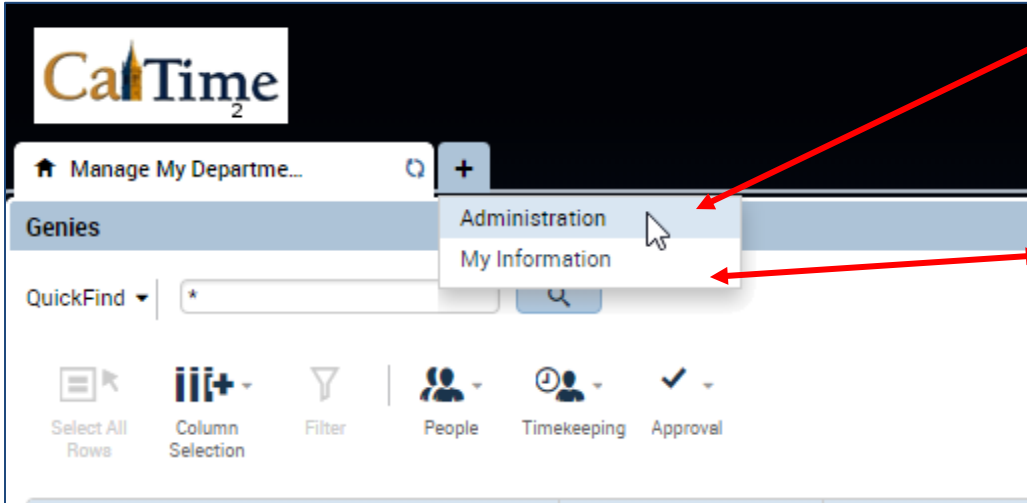 CalTime
2
Manage My Departme...
+
Administration
My Information
Genies
QuickFind
*
Select All
Rows
Column
Selection
Filter
People
Timekeeping
Approval